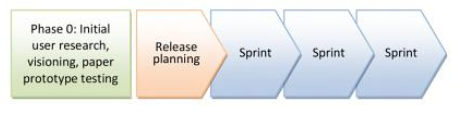 Phase 0: Initial
user research,
visioning, paper
prototype testing
Release
planning
Sprint
Sprint
Sprint